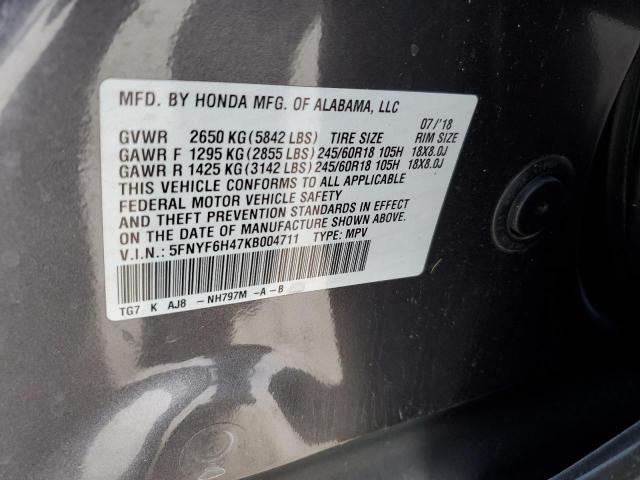 MFD. BY HONDA MFG. OF ALABAMA, LLC
07/'18
GVWR 2650 KG (5842 LBS) TIRE SIZE RIM SIZE
GAWR F 1295 KG (2855 LBS) 245/60R18 105H 18X8.0J
GAWR R 1425 KG (3142 LBS) 245/60R18 105H 18X8.0J
THIS VEHICLE CONFORMS TO ALL APPLICABLE
FEDERAL MOTOR VEHICLE SAFETY
AND THEFT PREVENTION STANDARDS IN EFFECT
ON THE DATE OF MANUFACTURE SHOWN ABOVE.
V.I.N.: 5FNYF6H47KB004711 TYPE: MPV
TG7 K AJ8 -NH797M -A-B